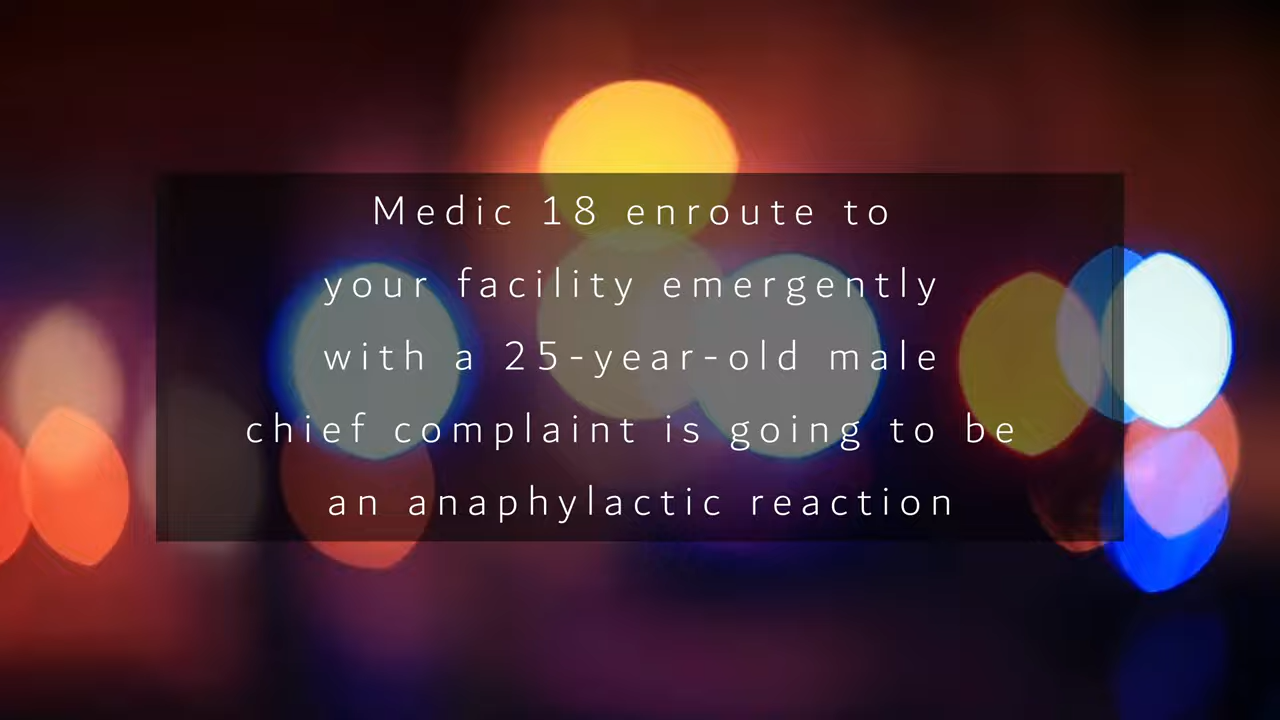 Medic 18 enroute to
your facility emergently
with a 25-year-old male
chief complaint is going to be
an anaphylactic reaction